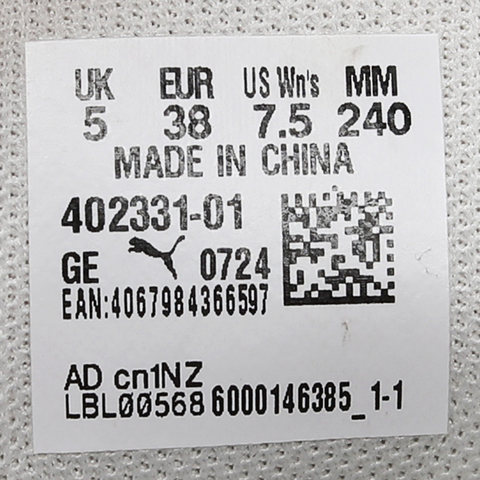 UK EUR US Wn's MM
5 38 7.5 240
MADE IN CHINA
402331-01
GE 0724
EAN:4067984366597
AD cn1NZ
LBL00568 6000146385_1-1